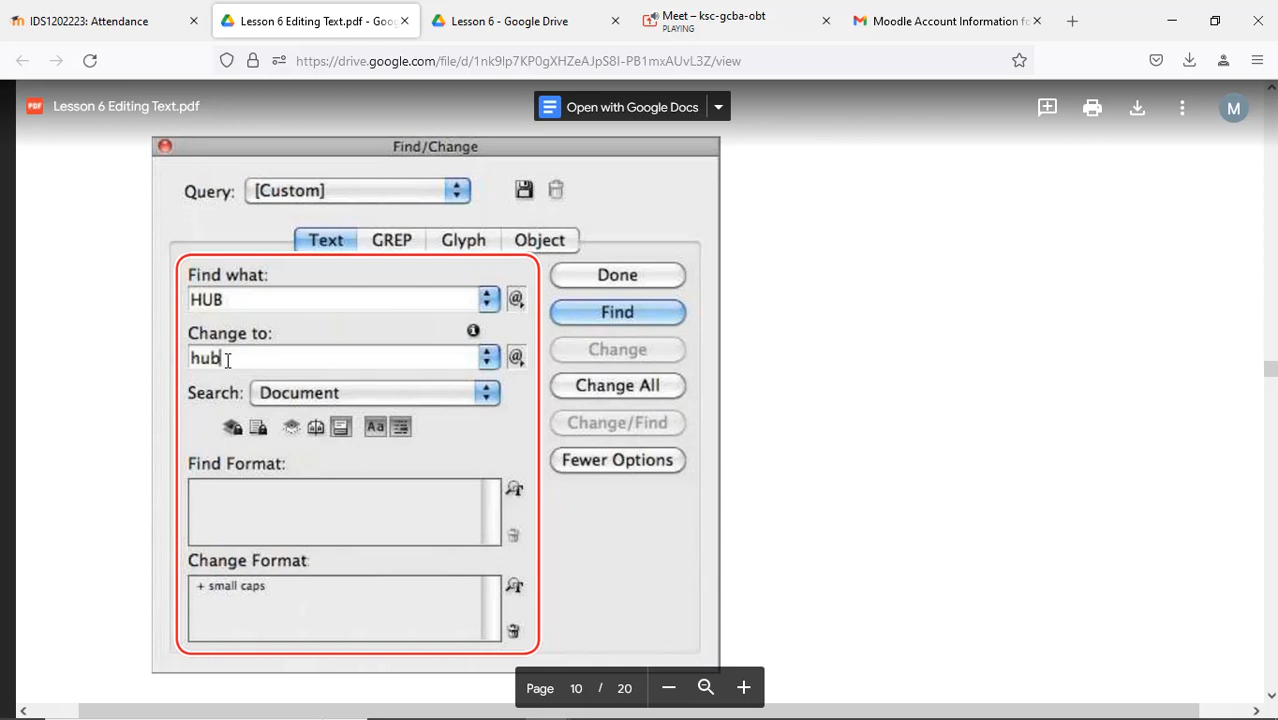 IDS1202223: Attendance
Lesson 6 Editing Text.pdf - Goo
Lesson 6 - Google Drive
Meet – ksc-gcba-obt
PLAYING
Moodle Account Information fo
https://drive.google.com/file/d/1nk9lp7KP0gXHZeAJpS8I-PB1mxAUvL3Z/view
PDF
Lesson 6 Editing Text.pdf
Open with Google Docs
M
Find/Change
Query:
[Custom]
Text
GREP
Glyph
Object
Find what:
HUB
@
Change to:
hub
@
Search:
Document
Aa
Find Format:
Change Format:
+ small caps
Done
Find
Change
Change All
Change/Find
Fewer Options
Page 10 / 20